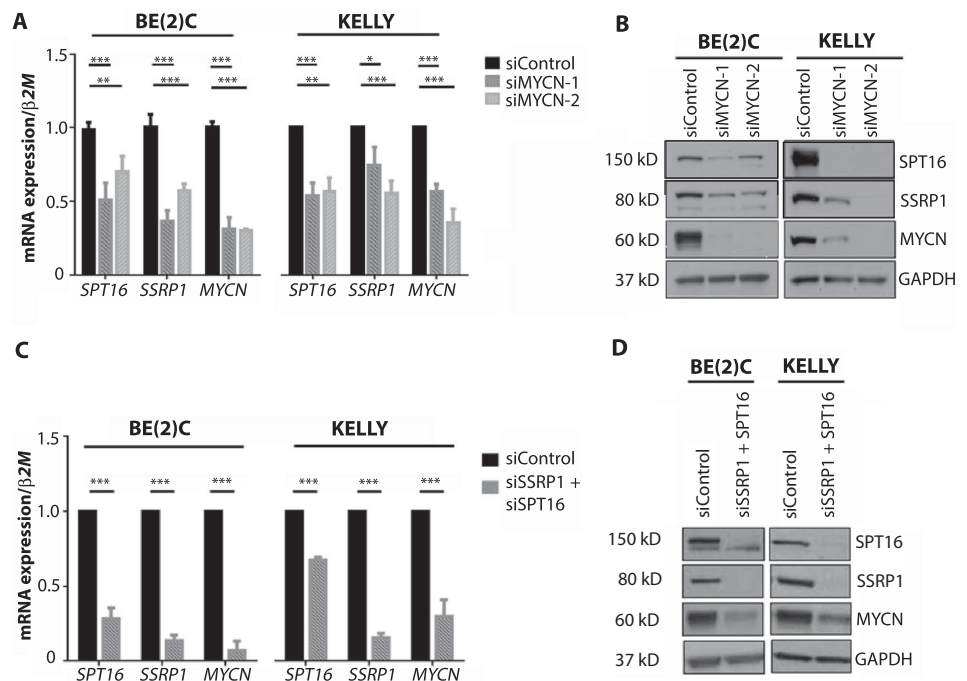 A
BE(2)C
KELLY
1.5
1.0
0.5
0
mRNA expression/β2M
*** *** *** *** * ***
** *** *** ** *** ***
siControl
siMYCN-1
siMYCN-2
SPT16 SSRP1 MYCN
SPT16 SSRP1 MYCN
B
BE(2)C
KELLY
siControl
siMYCN-1
siMYCN-2
siControl
siMYCN-1
siMYCN-2
150 kD SPT16
80 kD SSRP1
60 kD MYCN
37 kD GAPDH
C
BE(2)C
KELLY
1.5
1.0
0.5
0
mRNA expression/β2M
*** *** *** *** *** ***
siControl
siSSRP1 +
siSPT16
SPT16 SSRP1 MYCN
SPT16 SSRP1 MYCN
D
BE(2)C
KELLY
siControl
siSSRP1 + SPT16
siControl
siSSRP1 + SPT16
150 kD SPT16
80 kD SSRP1
60 kD MYCN
37 kD GAPDH